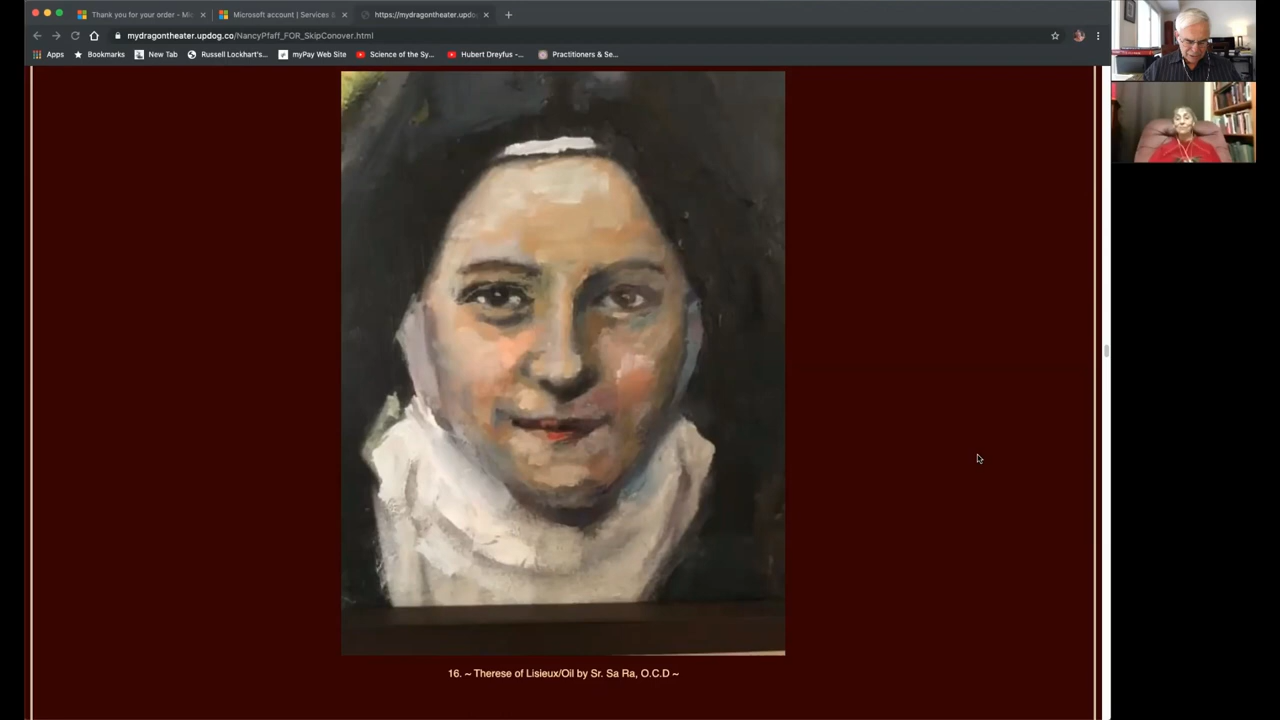 Thank you for your order - Mic
Microsoft account | Services &
https://mydragontheater.updog
mydragontheater.updog.co/NancyPfaff_FOR_SkipConover.html
Apps Bookmarks New Tab Russell Lockhart's... myPay Web Site Science of the Sy... Hubert Dreyfus -... Practitioners & Se...
16. ~ Therese of Lisieux/Oil by Sr. Sa Ra, O.C.D ~